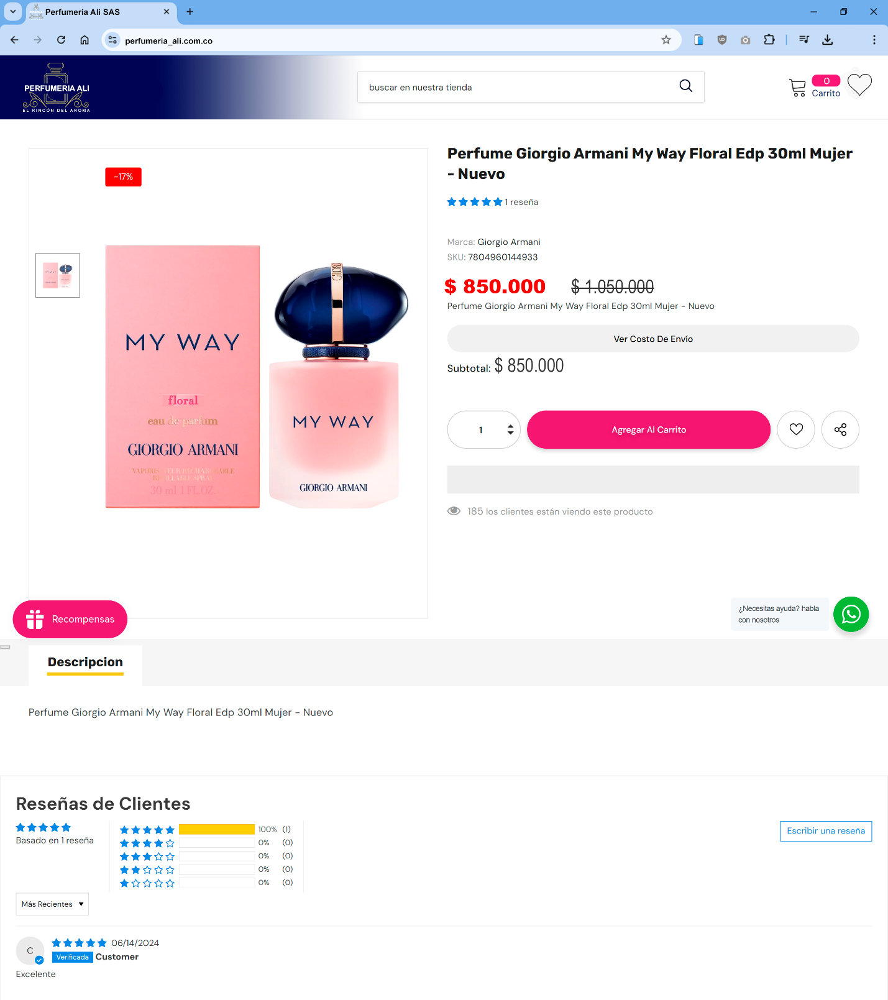 Perfumería Ali SAS
perfumeria_ali.com.co
PERFUMERIA ALI
EL RINCÓN DEL AROMA
buscar en nuestra tienda
0
Carrito
-17%
MY WAY
floral
eau de parfum
GIORGIO ARMANI
30 ml 1 FL.OZ.
MY WAY
GIORGIO ARMANI
Perfume Giorgio Armani My Way Floral Edp 30ml Mujer
- Nuevo
1 reseña
Marca: Giorgio Armani
SKU: 7804960144933
$ 850.000 $ 1.050.000
Perfume Giorgio Armani My Way Floral Edp 30ml Mujer - Nuevo
Ver Costo De Envío
Subtotal: $ 850.000
1
Agregar Al Carrito
185 los clientes están viendo este producto
Recompensas
¿Necesitas ayuda? habla
con nosotros
Descripcion
Perfume Giorgio Armani My Way Floral Edp 30ml Mujer - Nuevo
Reseñas de Clientes
Basado en 1 reseña
100% (1)
0% (0)
0% (0)
0% (0)
0% (0)
Escribir una reseña
Más Recientes
C
06/14/2024
Verificada Customer
Excelente